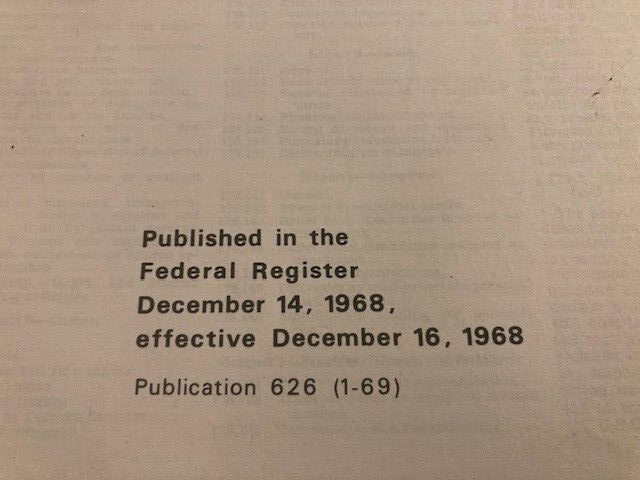 Published in the
Federal Register
December 14, 1968,
effective December 16, 1968
Publication 626 (1-69)